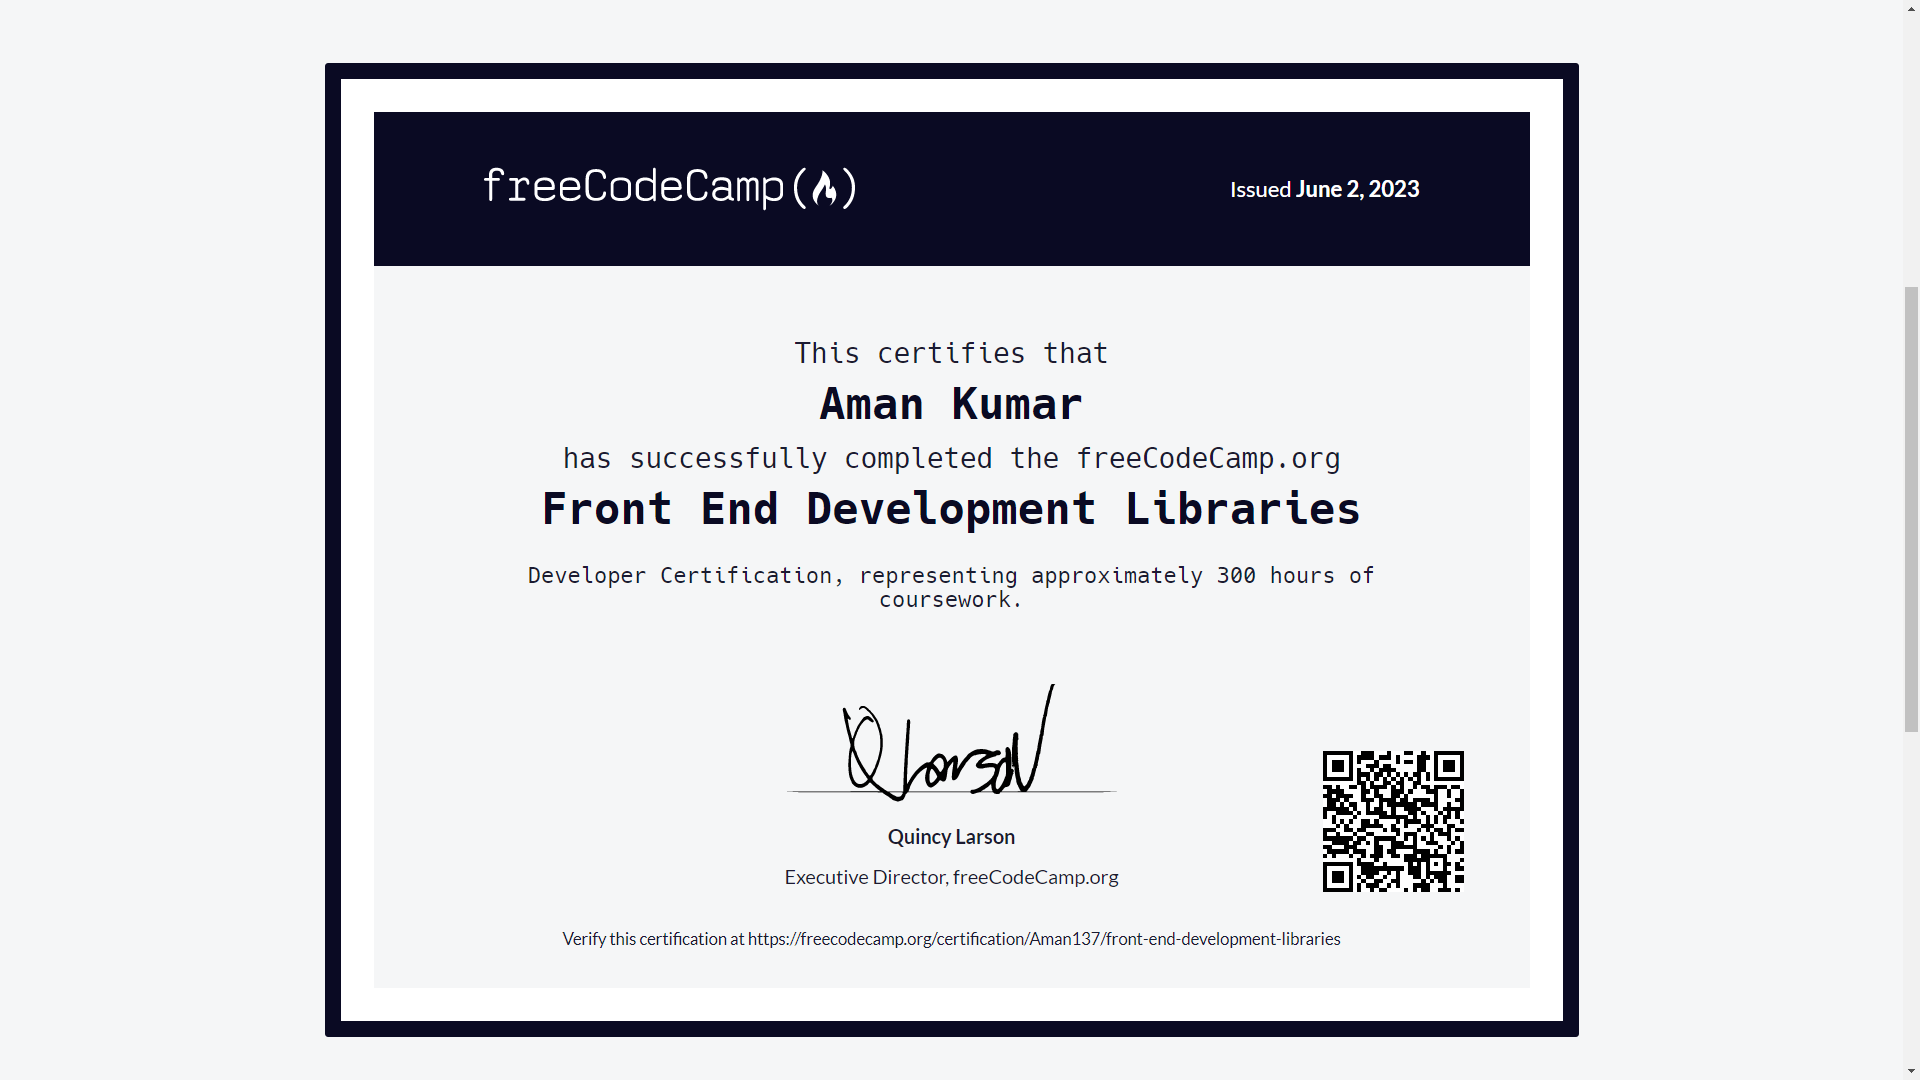 freeCodeCamp
Issued June 2, 2023
This certifies that
Aman Kumar
has successfully completed the freeCodeCamp.org
Front End Development Libraries
Developer Certification, representing approximately 300 hours of
coursework.
Q Larson
Quincy Larson
Executive Director, freeCodeCamp.org
Verify this certification at https://freecodecamp.org/certification/Aman137/front-end-development-libraries